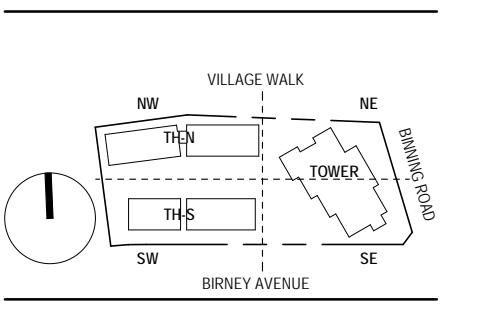 VILLAGE WALK
NW
NE
TH-N
BINNING ROAD
TOWER
TH-S
SW
SE
BIRNEY AVENUE